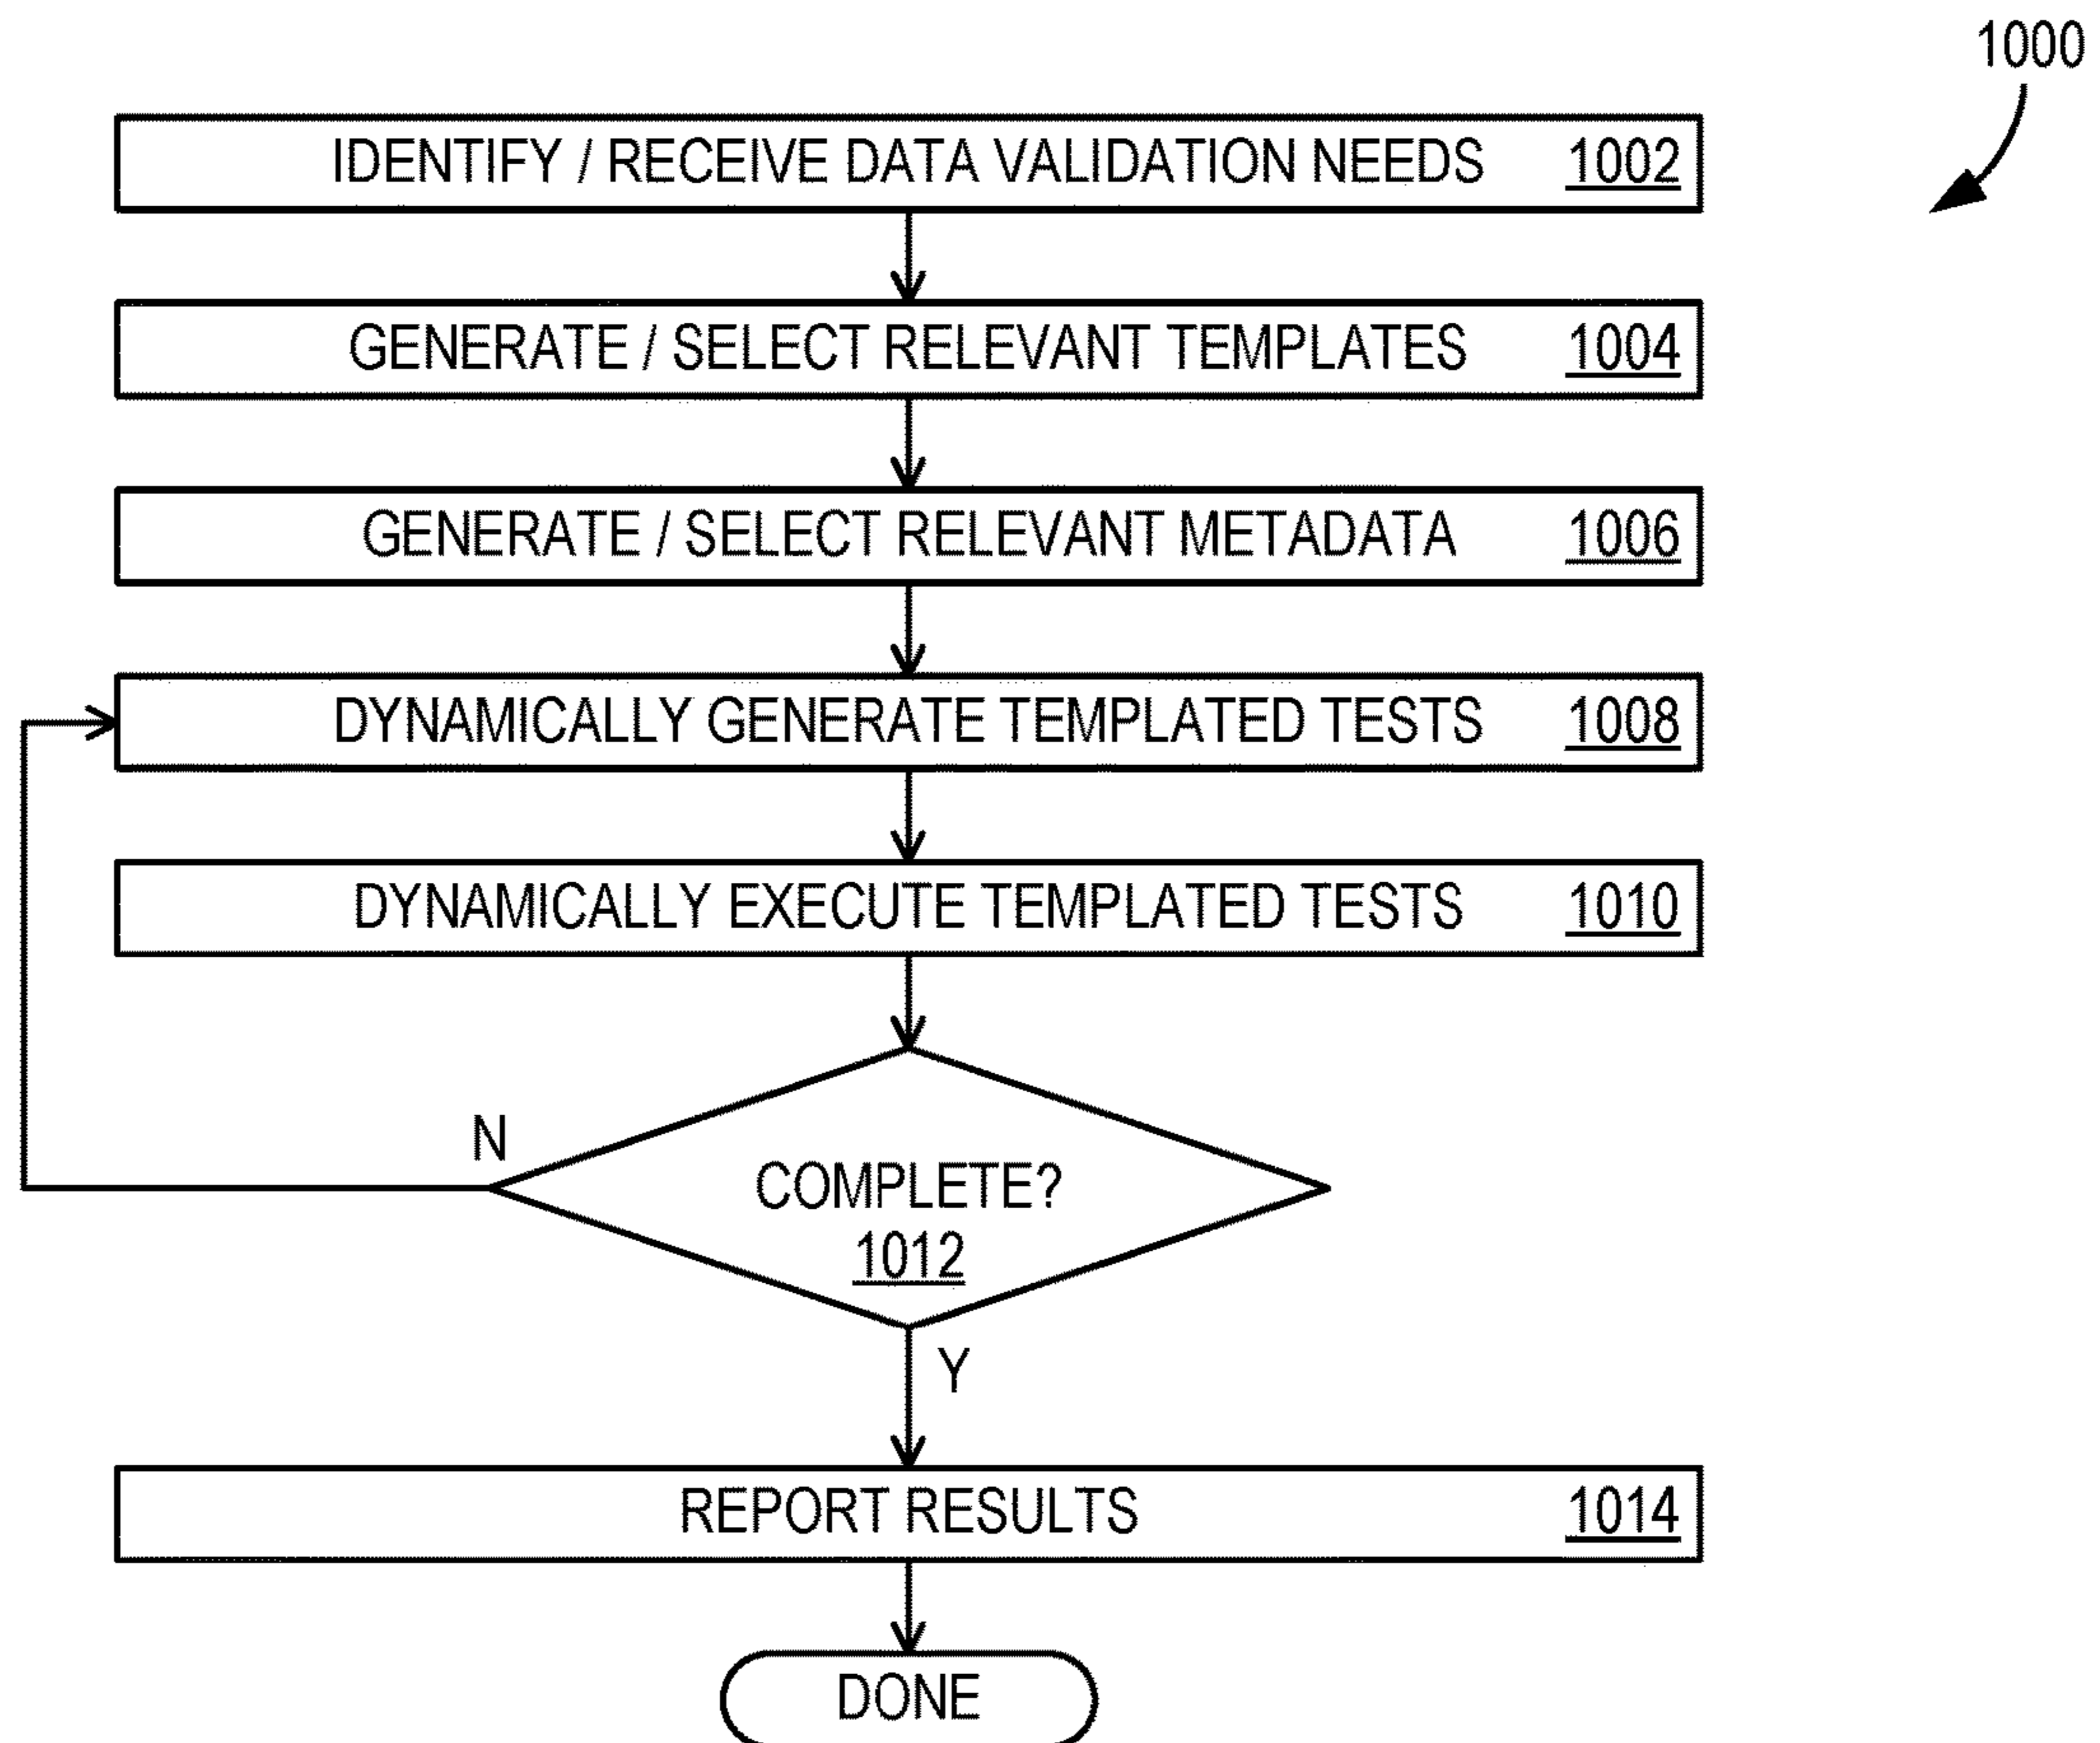 1000
IDENTIFY / RECEIVE DATA VALIDATION NEEDS 1002
GENERATE / SELECT RELEVANT TEMPLATES 1004
GENERATE / SELECT RELEVANT METADATA 1006
DYNAMICALLY GENERATE TEMPLATED TESTS 1008
DYNAMICALLY EXECUTE TEMPLATED TESTS 1010
N
COMPLETE?
1012
Y
REPORT RESULTS 1014
DONE